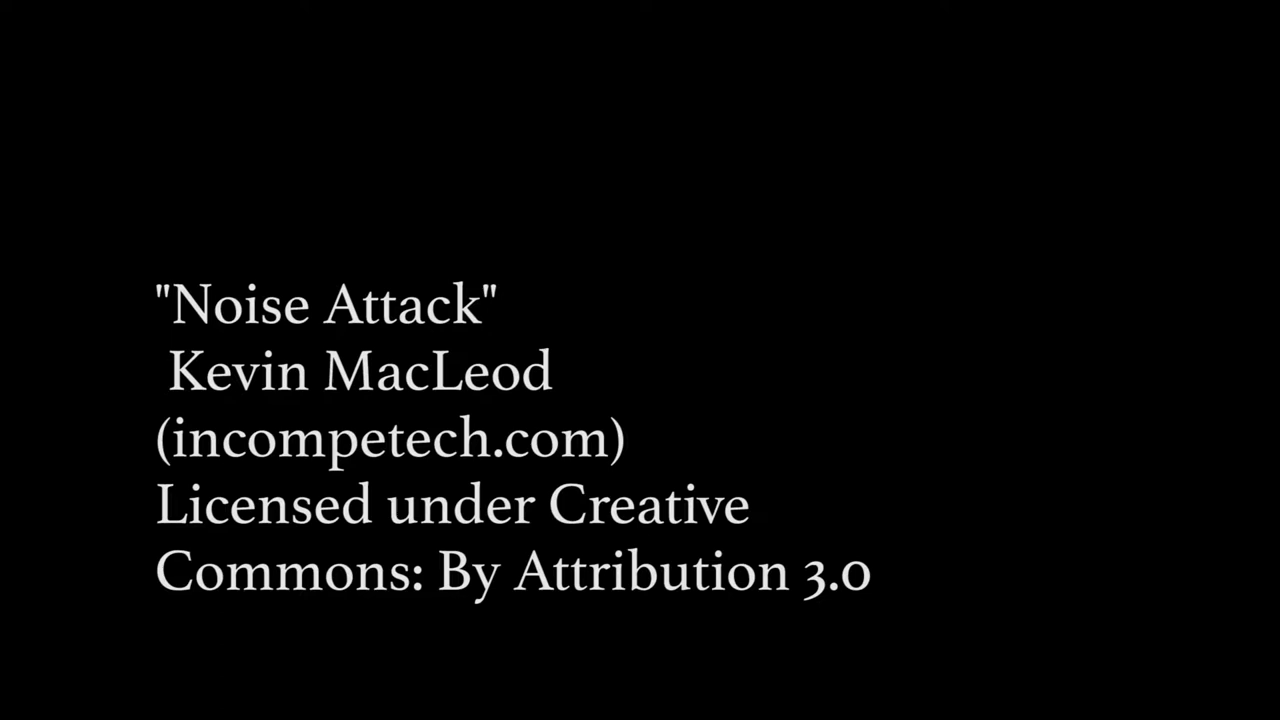 "Noise Attack"
Kevin MacLeod
(incompetech.com)
Licensed under Creative
Commons: By Attribution 3.0